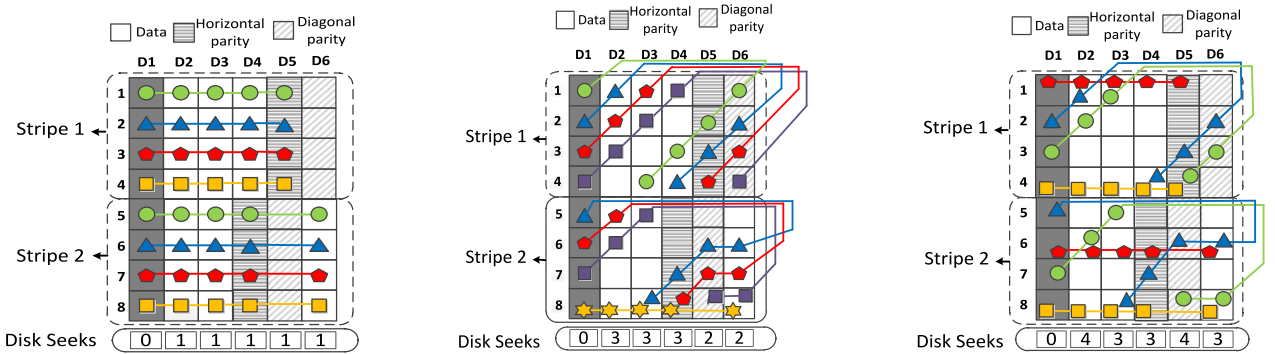 Data Horizontal parity Diagonal parity
D1 D2 D3 D4 D5 D6
Stripe 1
1
2
3
4
Stripe 2
5
6
7
8
Disk Seeks 0 1 1 1 1 1
Data Horizontal parity Diagonal parity
D1 D2 D3 D4 D5 D6
Stripe 1
1
2
3
4
Stripe 2
5
6
7
8
Disk Seeks 0 3 3 3 2 2
Data Horizontal parity Diagonal parity
D1 D2 D3 D4 D5 D6
Stripe 1
1
2
3
4
Stripe 2
5
6
7
8
Disk Seeks 0 4 3 3 4 3